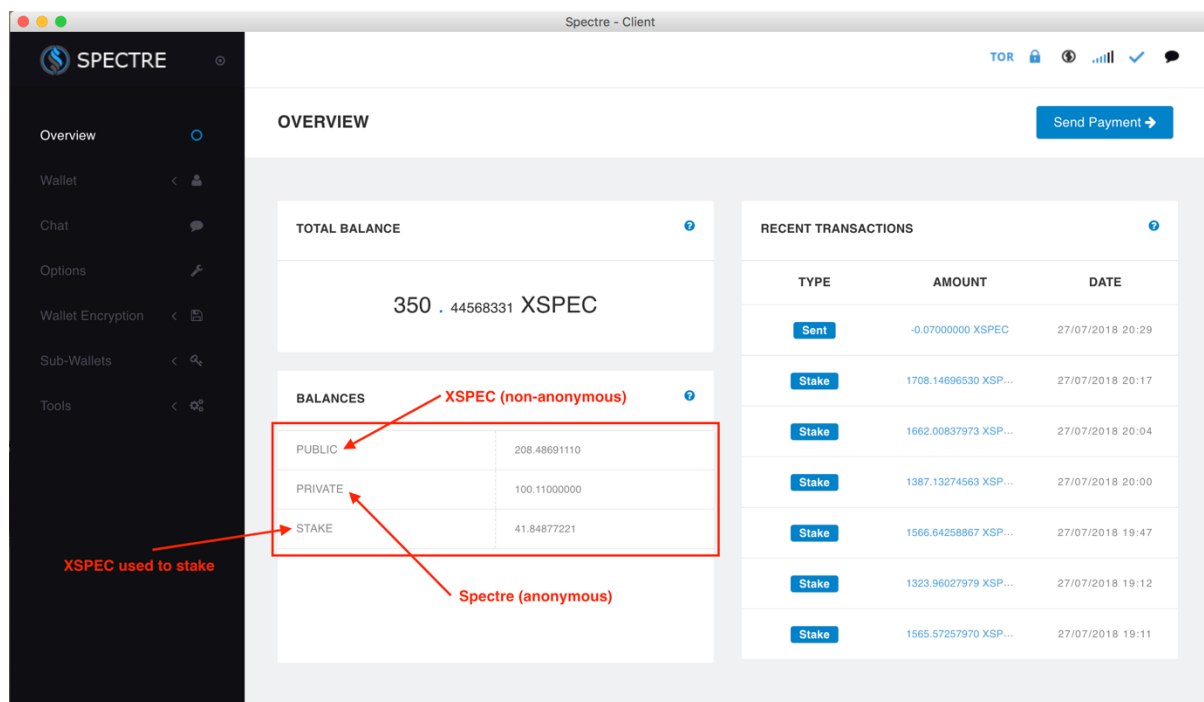 Spectre - Client
SPECTRE
TOR
Overview
Wallet
Chat
Options
Wallet Encryption
Sub-Wallets
Tools
OVERVIEW
Send Payment
TOTAL BALANCE
350 . 44568331 XSPEC
BALANCES
XSPEC (non-anonymous)
PUBLIC 208.48691110
PRIVATE 100.11000000
STAKE 41.84877221
XSPEC used to stake
Spectre (anonymous)
RECENT TRANSACTIONS
TYPE AMOUNT DATE
Sent -0.07000000 XSPEC 27/07/2018 20:29
Stake 1708.14696530 XSP... 27/07/2018 20:17
Stake 1662.00837973 XSP... 27/07/2018 20:04
Stake 1387.13274563 XSP... 27/07/2018 20:00
Stake 1566.64258867 XSP... 27/07/2018 19:47
Stake 1323.96027979 XSP... 27/07/2018 19:12
Stake 1565.57257970 XSP... 27/07/2018 19:11